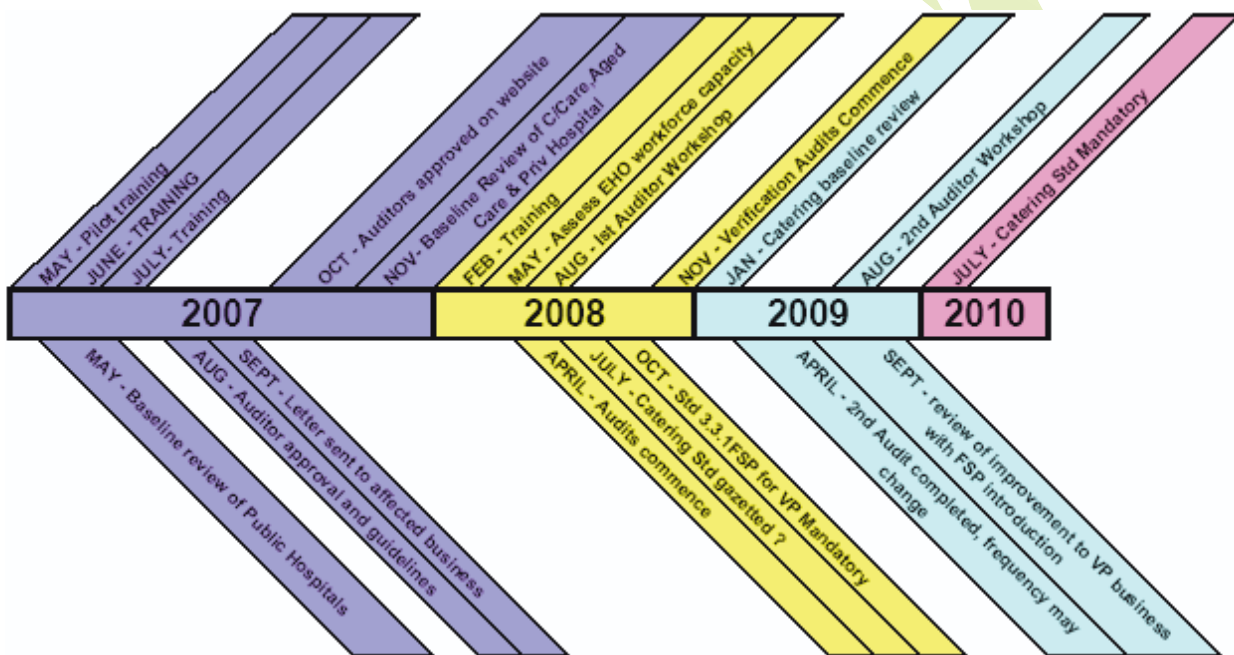 MAY - Pilot training
JUNE - TRAINING
JULY- Training
OCT - Auditors approved on website
NOV- Baseline Review of C/Care,Aged
Care & Priv Hospital
FEB - Training
MAY - Assess EHO workforce capacity
AUG - Ist Auditor Workshop
NOV - Verification Audits Commence
JAN - Catering baseline review
AUG - 2nd Auditor Workshop
JULY - Catering Std Mandatory
2007
2008
2009
2010
MAY - Baseline review of Public Hospitals
AUG - Auditor approval and guidelines
SEPT - Letter sent to affected business
APRIL - Audits commence
JULY - Catering Std gazetted ?
OCT - Std 3.3.1FSP for VP Mandatory
APRIL - 2nd Audit completed, frequency may
change
SEPT - review of improvement to VP business
with FSP introduction